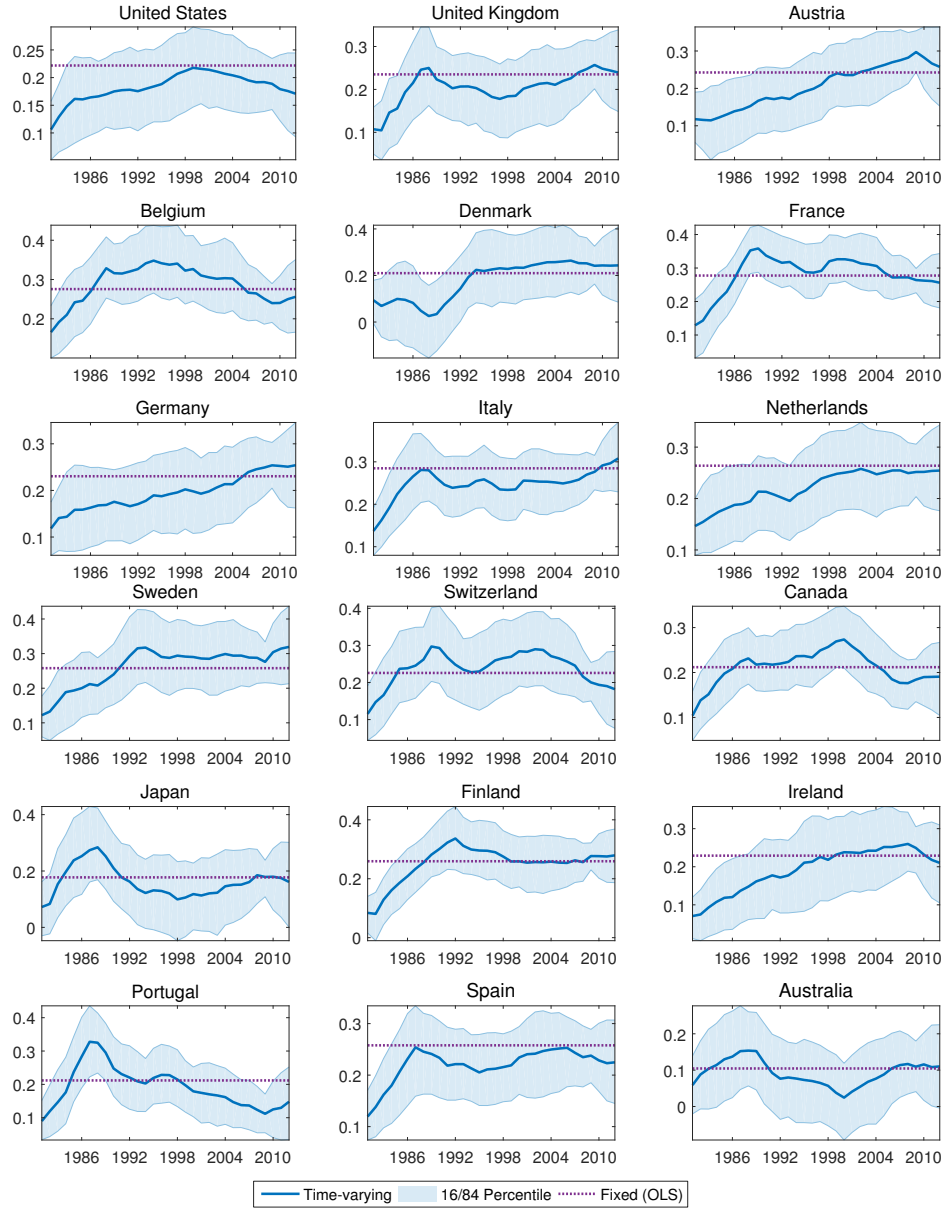 United States
United Kingdom
Austria
0.25
0.2
0.15
0.1
1986 1992 1998 2004 2010
0.3
0.2
0.1
1986 1992 1998 2004 2010
0.3
0.2
0.1
1986 1992 1998 2004 2010
Belgium
Denmark
France
0.4
0.3
0.2
1986 1992 1998 2004 2010
0.4
0.2
0
1986 1992 1998 2004 2010
0.4
0.3
0.2
0.1
1986 1992 1998 2004 2010
Germany
Italy
Netherlands
0.3
0.2
0.1
1986 1992 1998 2004 2010
0.3
0.2
0.1
1986 1992 1998 2004 2010
0.3
0.2
0.1
1986 1992 1998 2004 2010
Sweden
Switzerland
Canada
0.4
0.3
0.2
0.1
1986 1992 1998 2004 2010
0.4
0.3
0.2
0.1
1986 1992 1998 2004 2010
0.3
0.2
0.1
1986 1992 1998 2004 2010
Japan
Finland
Ireland
0.4
0.2
0
1986 1992 1998 2004 2010
0.4
0.2
0
1986 1992 1998 2004 2010
0.3
0.2
0.1
1986 1992 1998 2004 2010
Portugal
Spain
Australia
0.4
0.3
0.2
0.1
1986 1992 1998 2004 2010
0.3
0.2
0.1
1986 1992 1998 2004 2010
0.2
0.1
0
1986 1992 1998 2004 2010
Time-varying 16/84 Percentile Fixed (OLS)